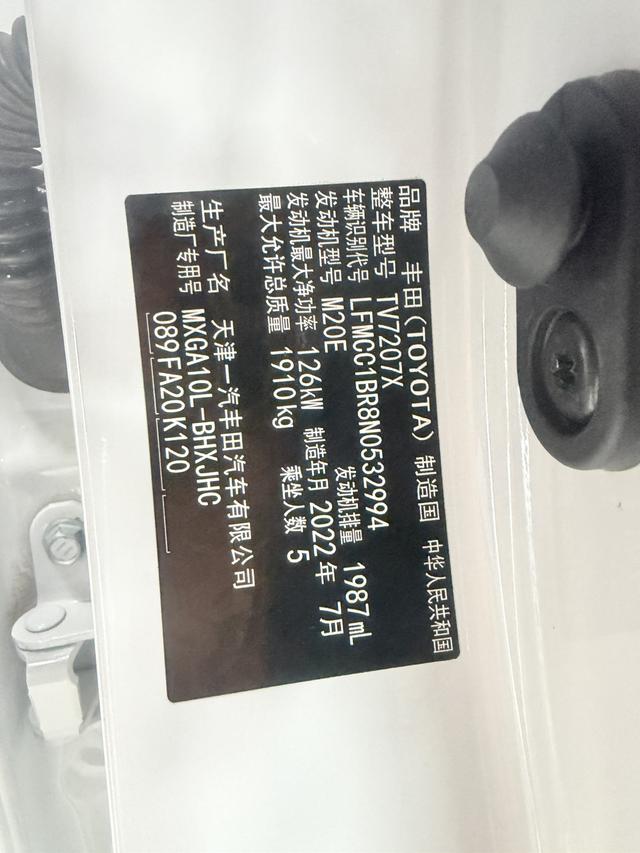 品牌 丰田(TOYOTA) 制造国 中华人民共和国
整车型号 TV7207X
车辆识别代号 LFMCC1BR8N0532994
发动机型号 M20E 发动机排量 1987mL
发动机最大净功率 126kW 制造年月 2022年 7月
最大允许总质量 1910kg 乘坐人数 5
生产厂名 天津一汽丰田汽车有限公司
制造厂专用号 MXGA10L-BHXJHC
089FA20K120